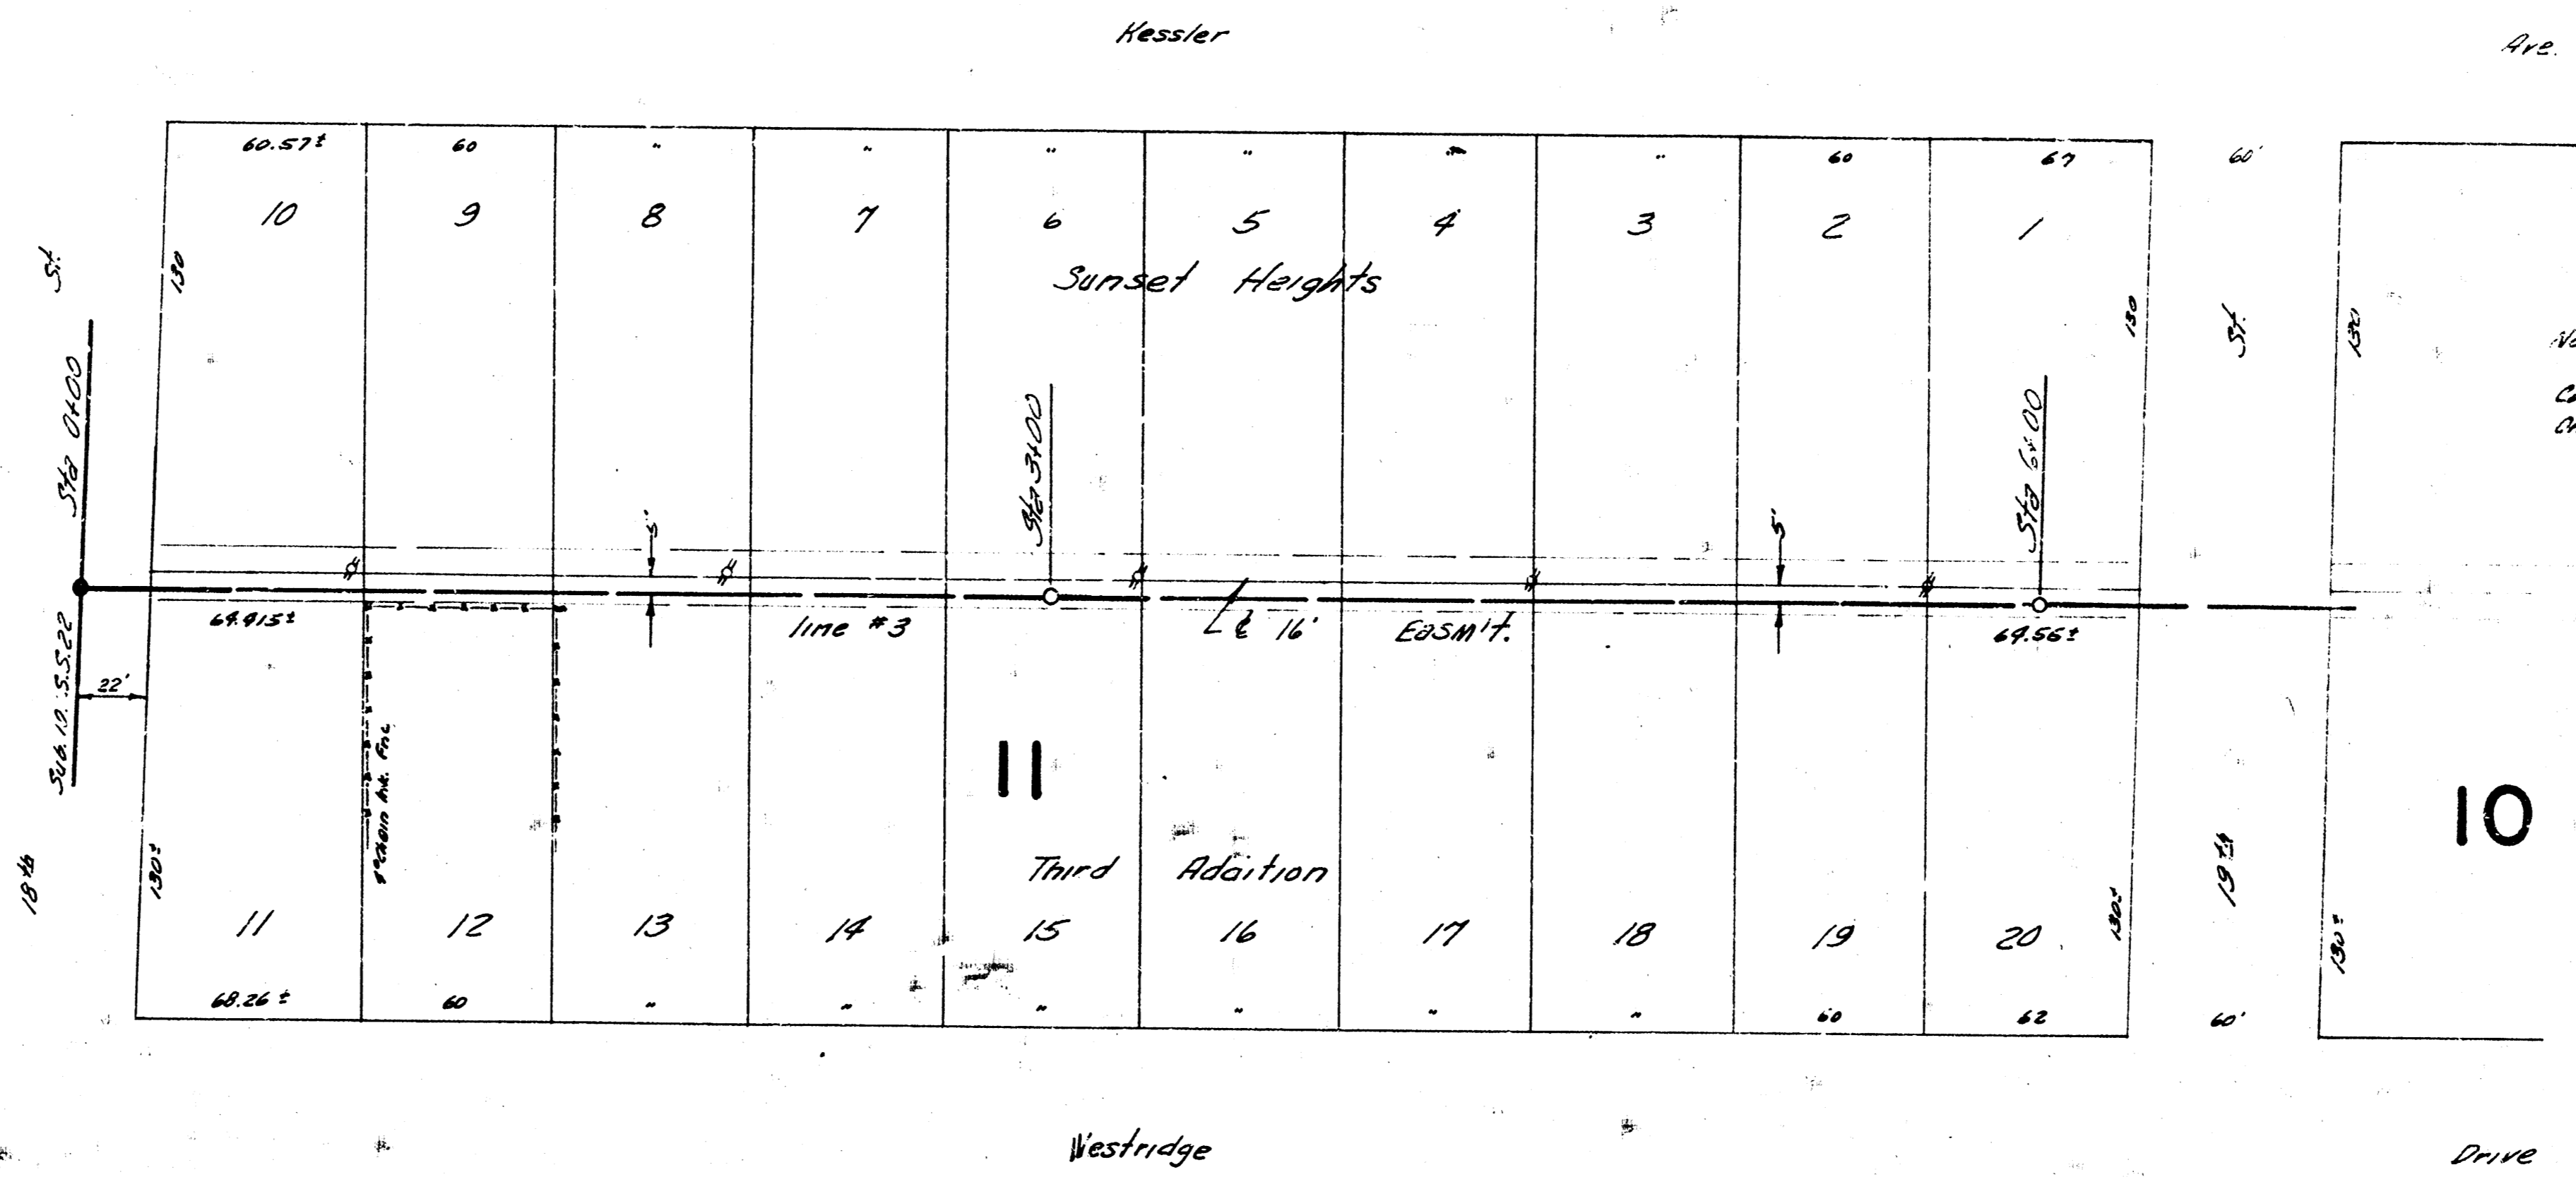 Kessler Ave.
60.57± 60 " " " " " " 60 67 60'
10 9 8 7 6 5 4 3 2 1
Sunset Heights
St.
130
130
St.
130
Sta 0+00
Sta 3+00
Sta 6+00
5'
5'
64.415± line #3 ℄ 16' Easm't. 64.56±
Sub. 10. S.S.22
22'
11
10
Third Addition
18th
130±
130±
19th
130±
11 12 13 14 15 16 17 18 19 20
68.26± 60 " " " " " " 60 62 60'
Westridge Drive